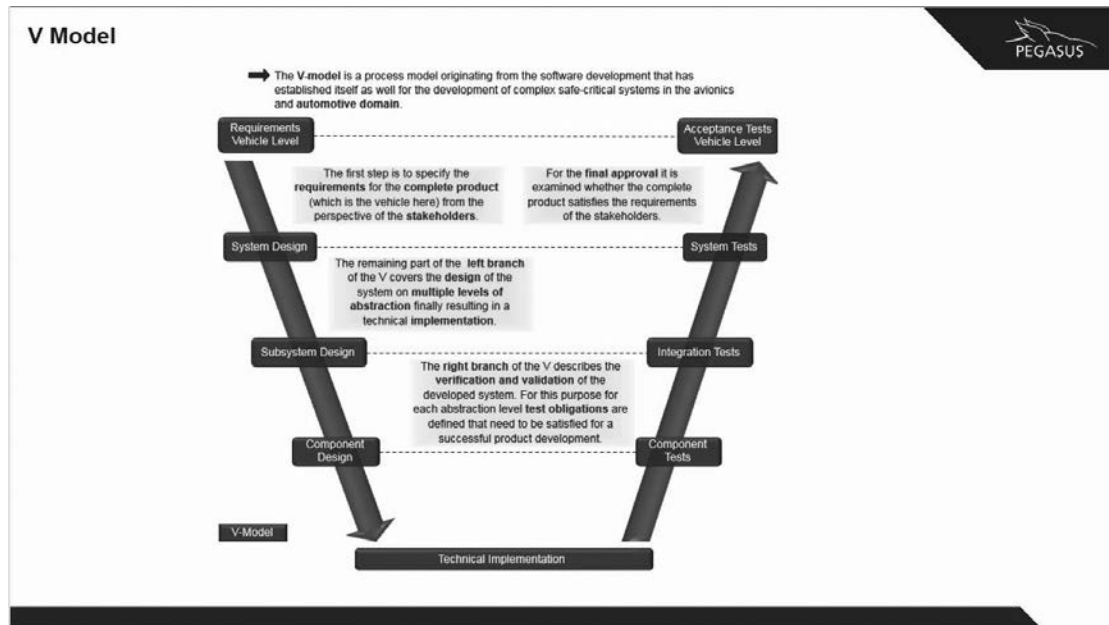 V Model
PEGASUS
The V-model is a process model originating from the software development that has
established itself as well for the development of complex safe-critical systems in the avionics
and automotive domain.
Requirements
Vehicle Level
Acceptance Tests
Vehicle Level
The first step is to specify the
requirements for the complete product
(which is the vehicle here) from the
perspective of the stakeholders.
For the final approval it is
examined whether the complete
product satisfies the requirements
of the stakeholders.
System Design
System Tests
The remaining part of the left branch
of the V covers the design of the
system on multiple levels of
abstraction finally resulting in a
technical implementation.
Subsystem Design
Integration Tests
The right branch of the V describes the
verification and validation of the
developed system. For this purpose for
each abstraction level test obligations are
defined that need to be satisfied for a
successful product development.
Component
Design
Component
Tests
V-Model
Technical Implementation